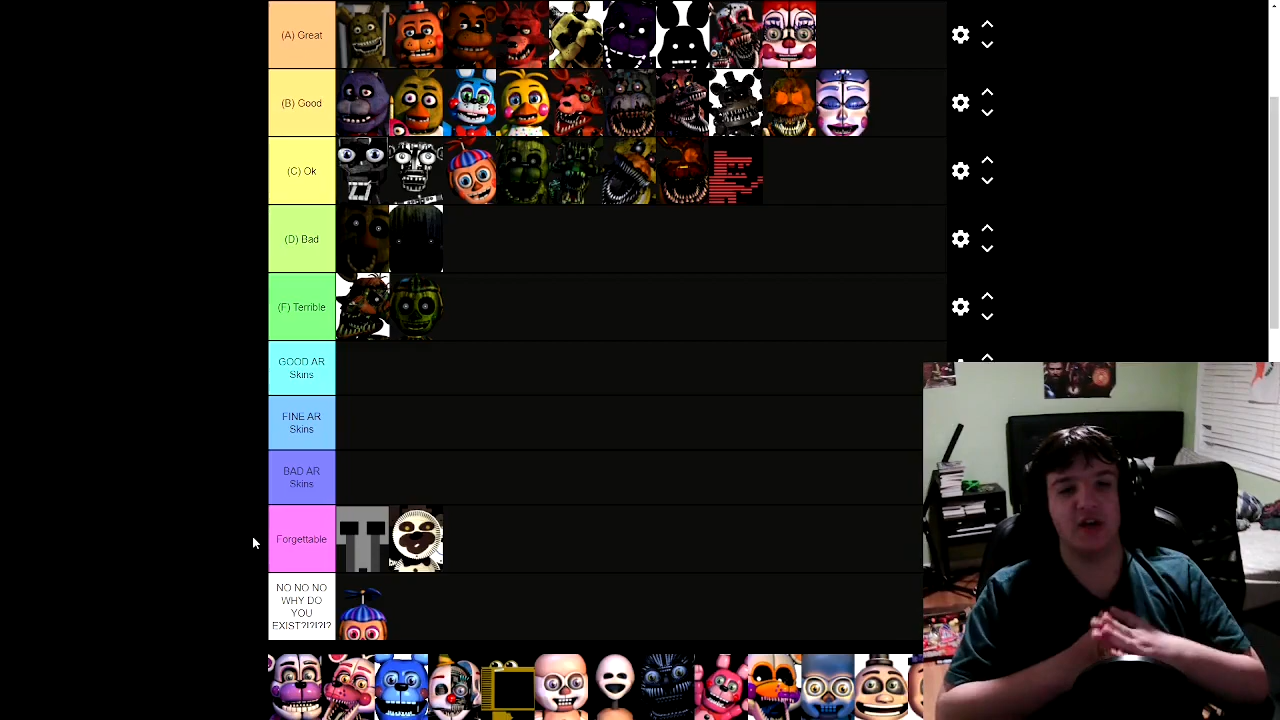 (A) Great
(B) Good
(C) Ok
(D) Bad
(F) Terrible
GOOD AR
Skins
FINE AR
Skins
BAD AR
Skins
Forgettable
NO NO NO
WHY DO
YOU
EXIST?!?!?!?